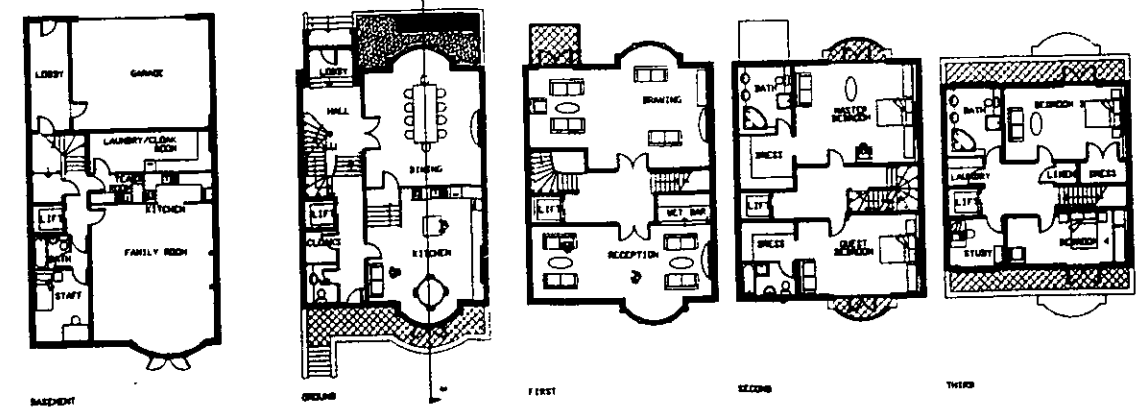 LOBBY
GARAGE
LAUNDRY/CLOAK
ROOM
KITCHEN
LIFT
BATH
FAMILY ROOM
STAFF
BASEMENT
LOBBY
HALL
DINING
LIFT
CLOAKS
KITCHEN
GROUND
DRAWING
LIFT
WET BAR
RECEPTION
FIRST
BATH
MASTER
BEDROOM
DRESS
LIFT
DRESS
GUEST
BEDROOM
SECOND
BATH
BEDROOM 3
LAUNDRY
LINEN
DRESS
LIFT
STUDY
BEDROOM 4
THIRD